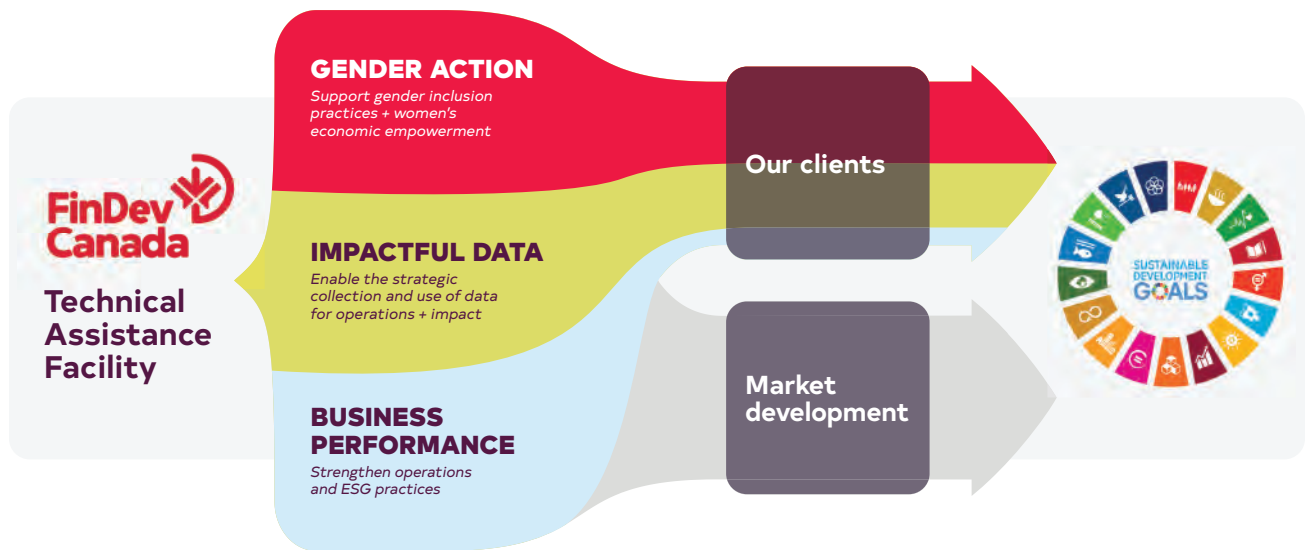 FinDev
Canada
Technical
Assistance
Facility
GENDER ACTION
Support gender inclusion
practices + women's
economic empowerment
IMPACTFUL DATA
Enable the strategic
collection and use of data
for operations + impact
BUSINESS
PERFORMANCE
Strengthen operations
and ESG practices
Our clients
Market
development
SUSTAINABLE
DEVELOPMENT
GOALS